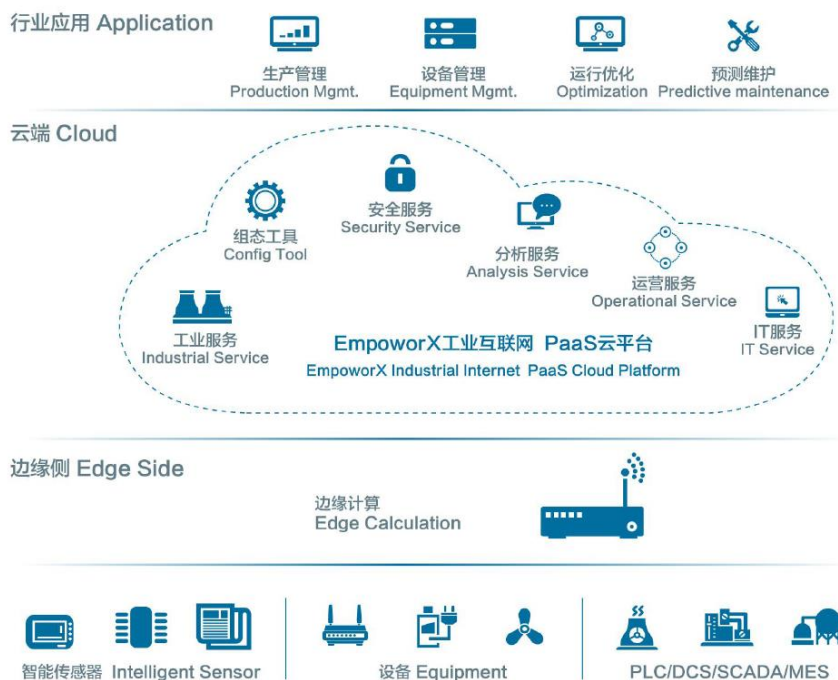 行业应用 Application
生产管理
Production Mgmt.
设备管理
Equipment Mgmt.
运行优化
Optimization
预测维护
Predictive maintenance
云端 Cloud
安全服务
Security Service
组态工具
Config Tool
分析服务
Analysis Service
运营服务
Operational Service
工业服务
Industrial Service
IT服务
IT Service
EmpoworX工业互联网 PaaS云平台
EmpoworX Industrial Internet PaaS Cloud Platform
边缘侧 Edge Side
边缘计算
Edge Calculation
智能传感器 Intelligent Sensor
设备 Equipment
PLC/DCS/SCADA/MES